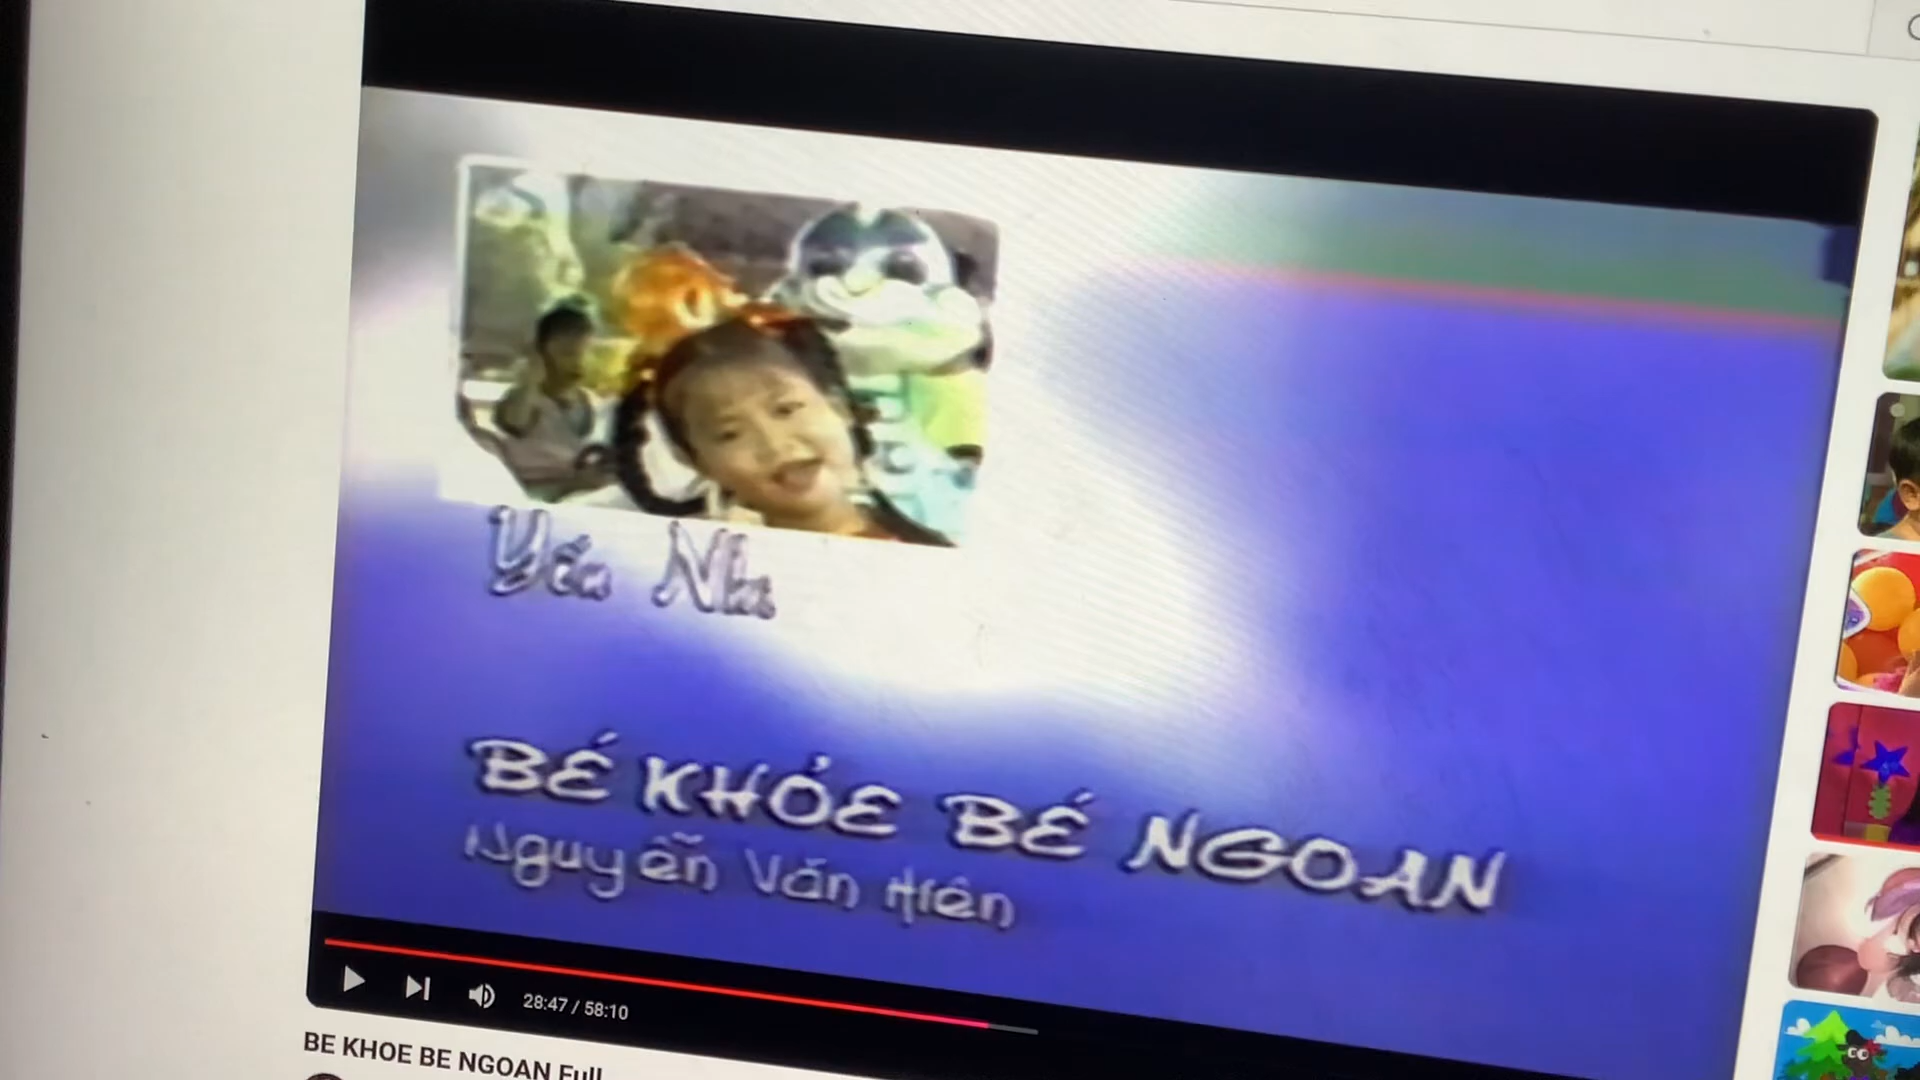 Yến Nhi
BÉ KHỎE BÉ NGOAN
Nguyễn Văn Hiên
28:47 / 58:10
BE KHOE BE NGOAN Full